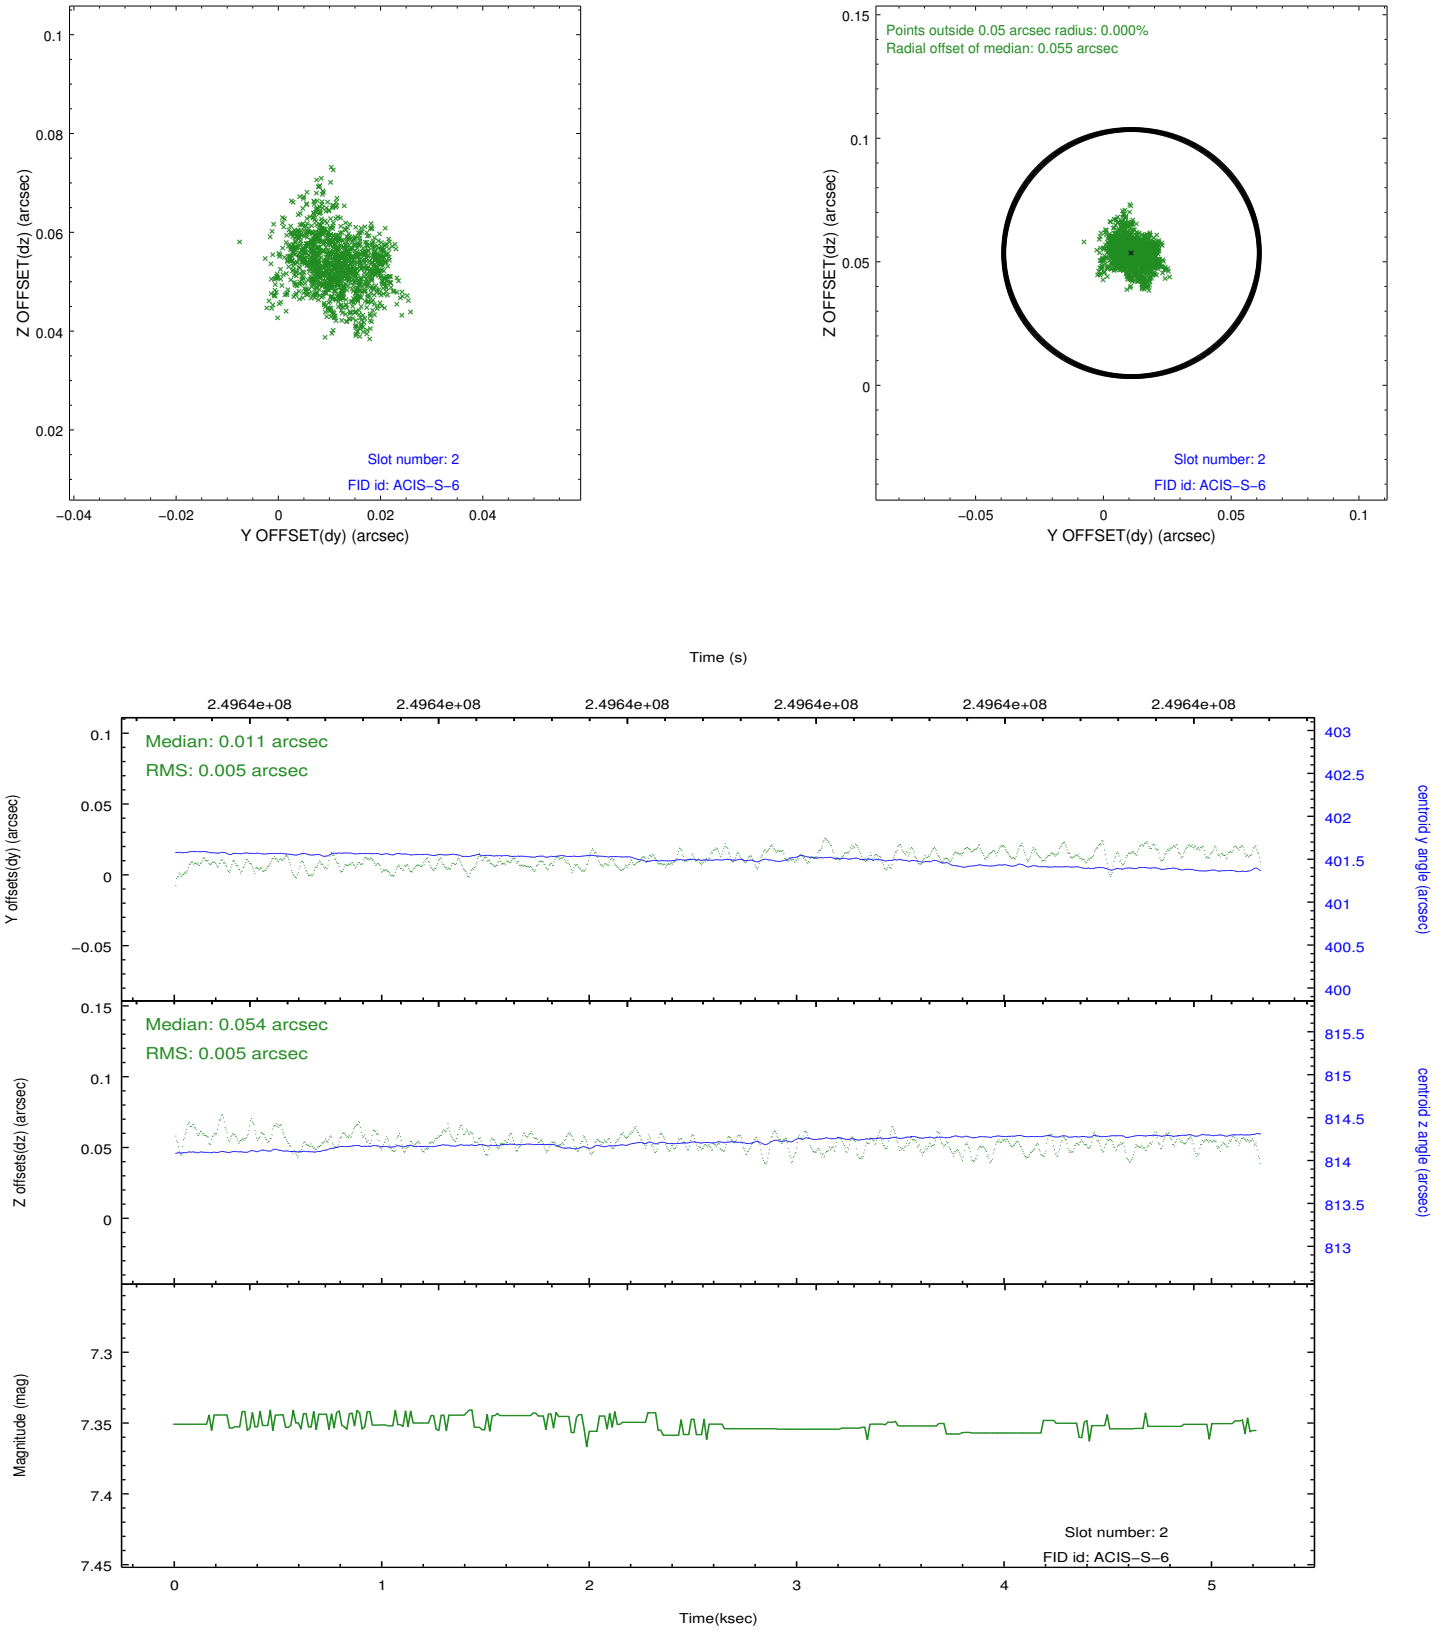 0.1
0.08
0.06
0.04
0.02
Z OFFSET(dz) (arcsec)
Slot number: 2
FID id: ACIS−S−6
−0.04 −0.02 0 0.02 0.04
Y OFFSET(dy) (arcsec)
0.15
0.1
0.05
0
Z OFFSET(dz) (arcsec)
Points outside 0.05 arcsec radius: 0.000%
Radial offset of median: 0.055 arcsec
Slot number: 2
FID id: ACIS−S−6
−0.05 0 0.05 0.1
Y OFFSET(dy) (arcsec)
Time (s)
2.4964e+08 2.4964e+08 2.4964e+08 2.4964e+08 2.4964e+08 2.4964e+08
0.1
0.05
0
−0.05
Y offsets(dy) (arcsec)
Median: 0.011 arcsec
RMS: 0.005 arcsec
403
402.5
402
401.5
401
400.5
400
centroid y angle (arcsec)
0.15
0.1
0.05
0
Z offsets(dz) (arcsec)
Median: 0.054 arcsec
RMS: 0.005 arcsec
815.5
815
814.5
814
813.5
813
centroid z angle (arcsec)
7.3
7.35
7.4
7.45
Magnitude (mag)
Slot number: 2
FID id: ACIS−S−6
0 1 2 3 4 5
Time(ksec)